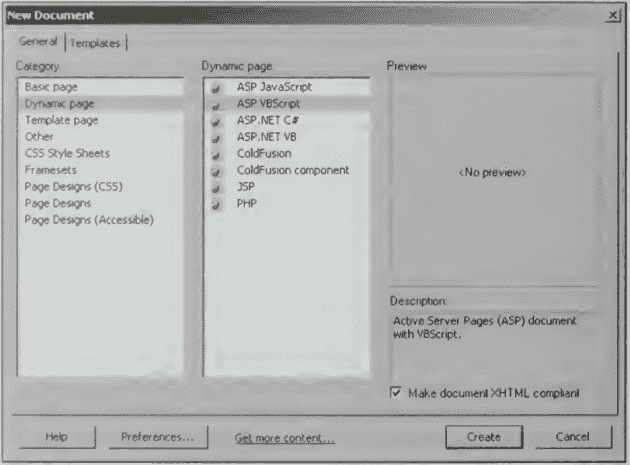 New Document
General
Templates
Category
Basic page
Dynamic page
Template page
Other
CSS Style Sheets
Framesets
Page Designs (CSS)
Page Designs
Page Designs (Accessible)
Dynamic page
ASP JavaScript
ASP VBScript
ASP.NET C#
ASP.NET VB
ColdFusion
ColdFusion component
JSP
PHP
Preview
<No preview>
Description:
Active Server Pages (ASP) document
with VBScript.
Make document XHTML compliant
Help
Preferences...
Get more content...
Create
Cancel